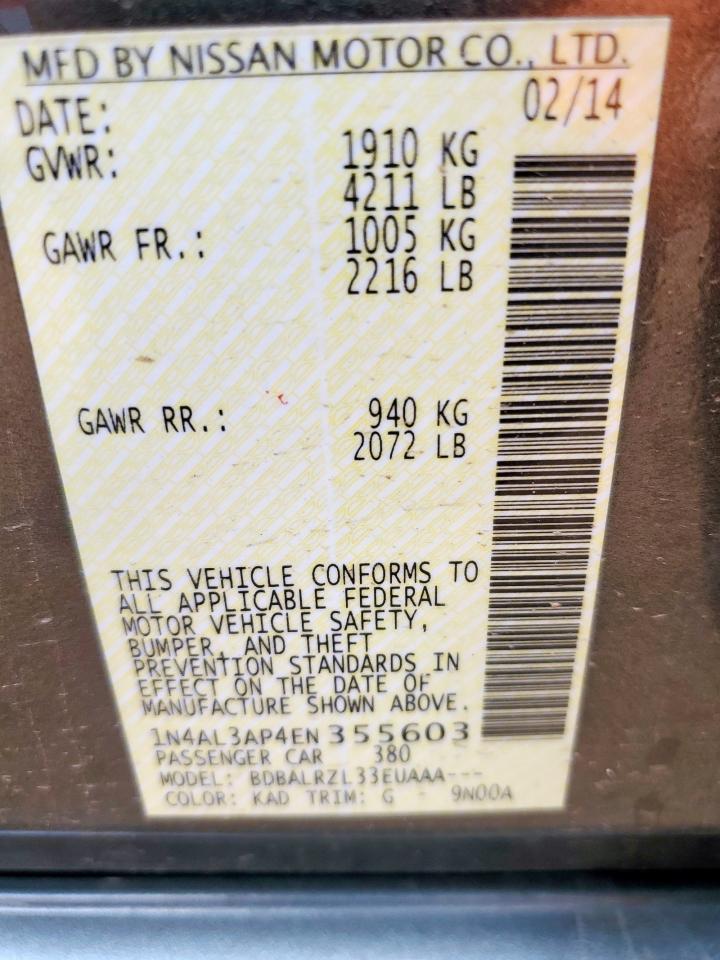 MFD BY NISSAN MOTOR CO., LTD.
DATE: 02/14
GVWR: 1910 KG
4211 LB
GAWR FR.: 1005 KG
2216 LB
GAWR RR.: 940 KG
2072 LB
THIS VEHICLE CONFORMS TO
ALL APPLICABLE FEDERAL
MOTOR VEHICLE SAFETY,
BUMPER, AND THEFT
PREVENTION STANDARDS IN
EFFECT ON THE DATE OF
MANUFACTURE SHOWN ABOVE.
1N4AL3AP4EN355603
PASSENGER CAR 380
MODEL: BDBALRZL33EUAAA---
COLOR: KAD TRIM: G - 9N00A